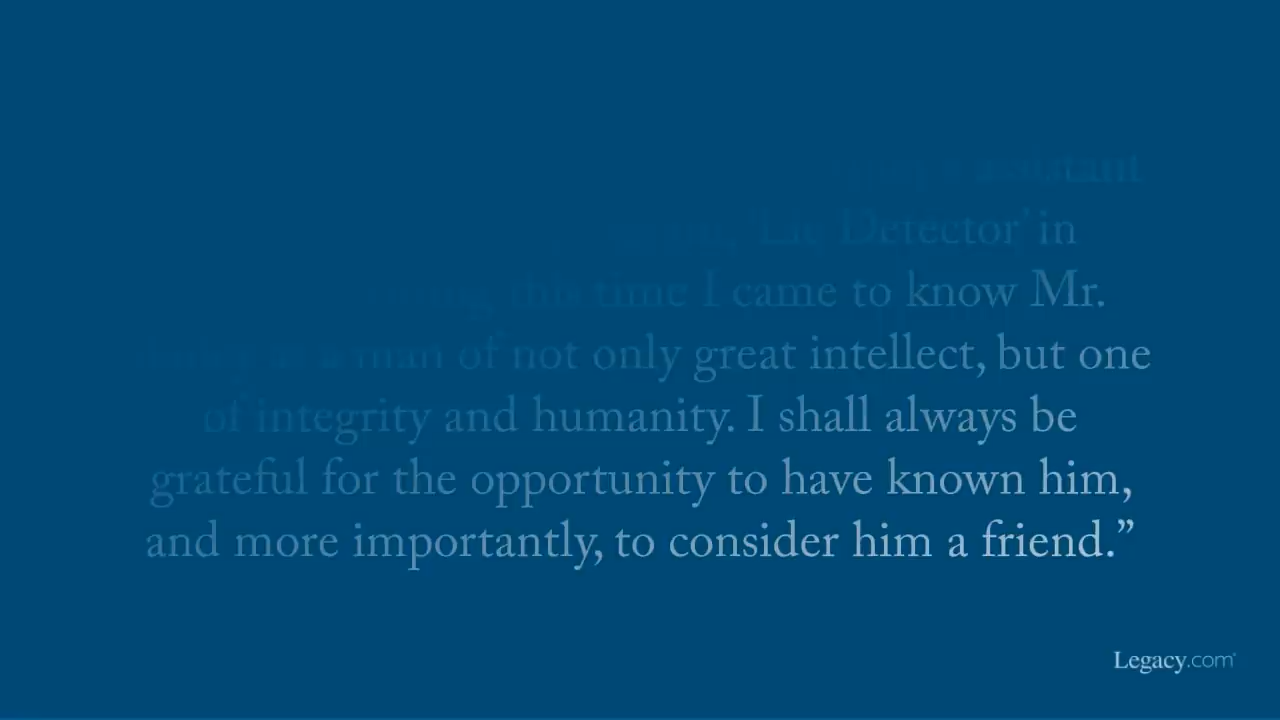 assistant
Lie Detector’ in
this time I came to know Mr.
a man of not only great intellect, but one
of integrity and humanity. I shall always be
grateful for the opportunity to have known him,
and more importantly, to consider him a friend.”
Legacy.com